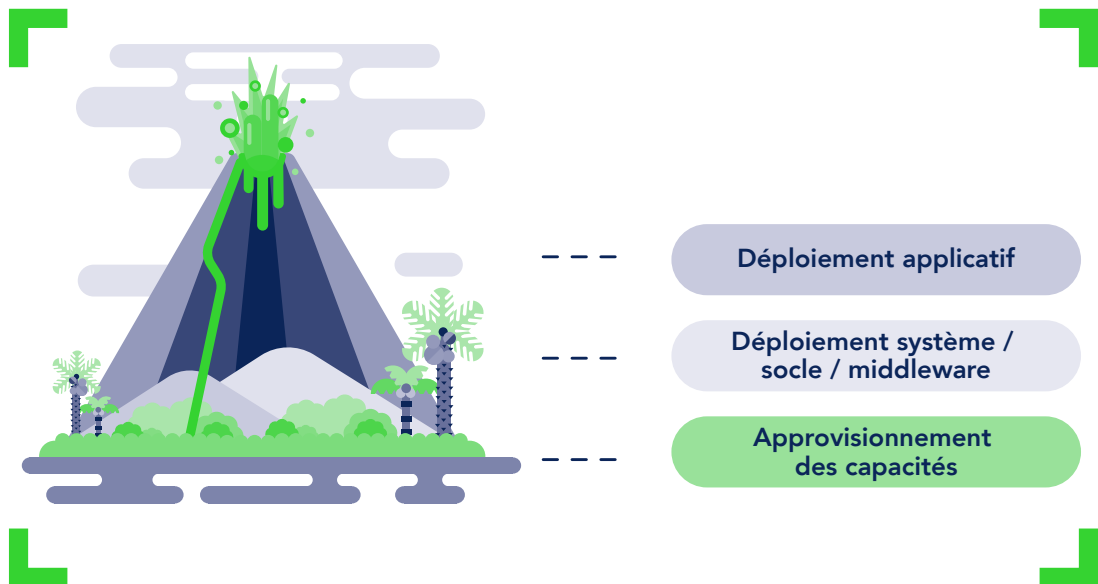 Déploiement applicatif
Déploiement système /
socle / middleware
Approvisionnement
des capacités